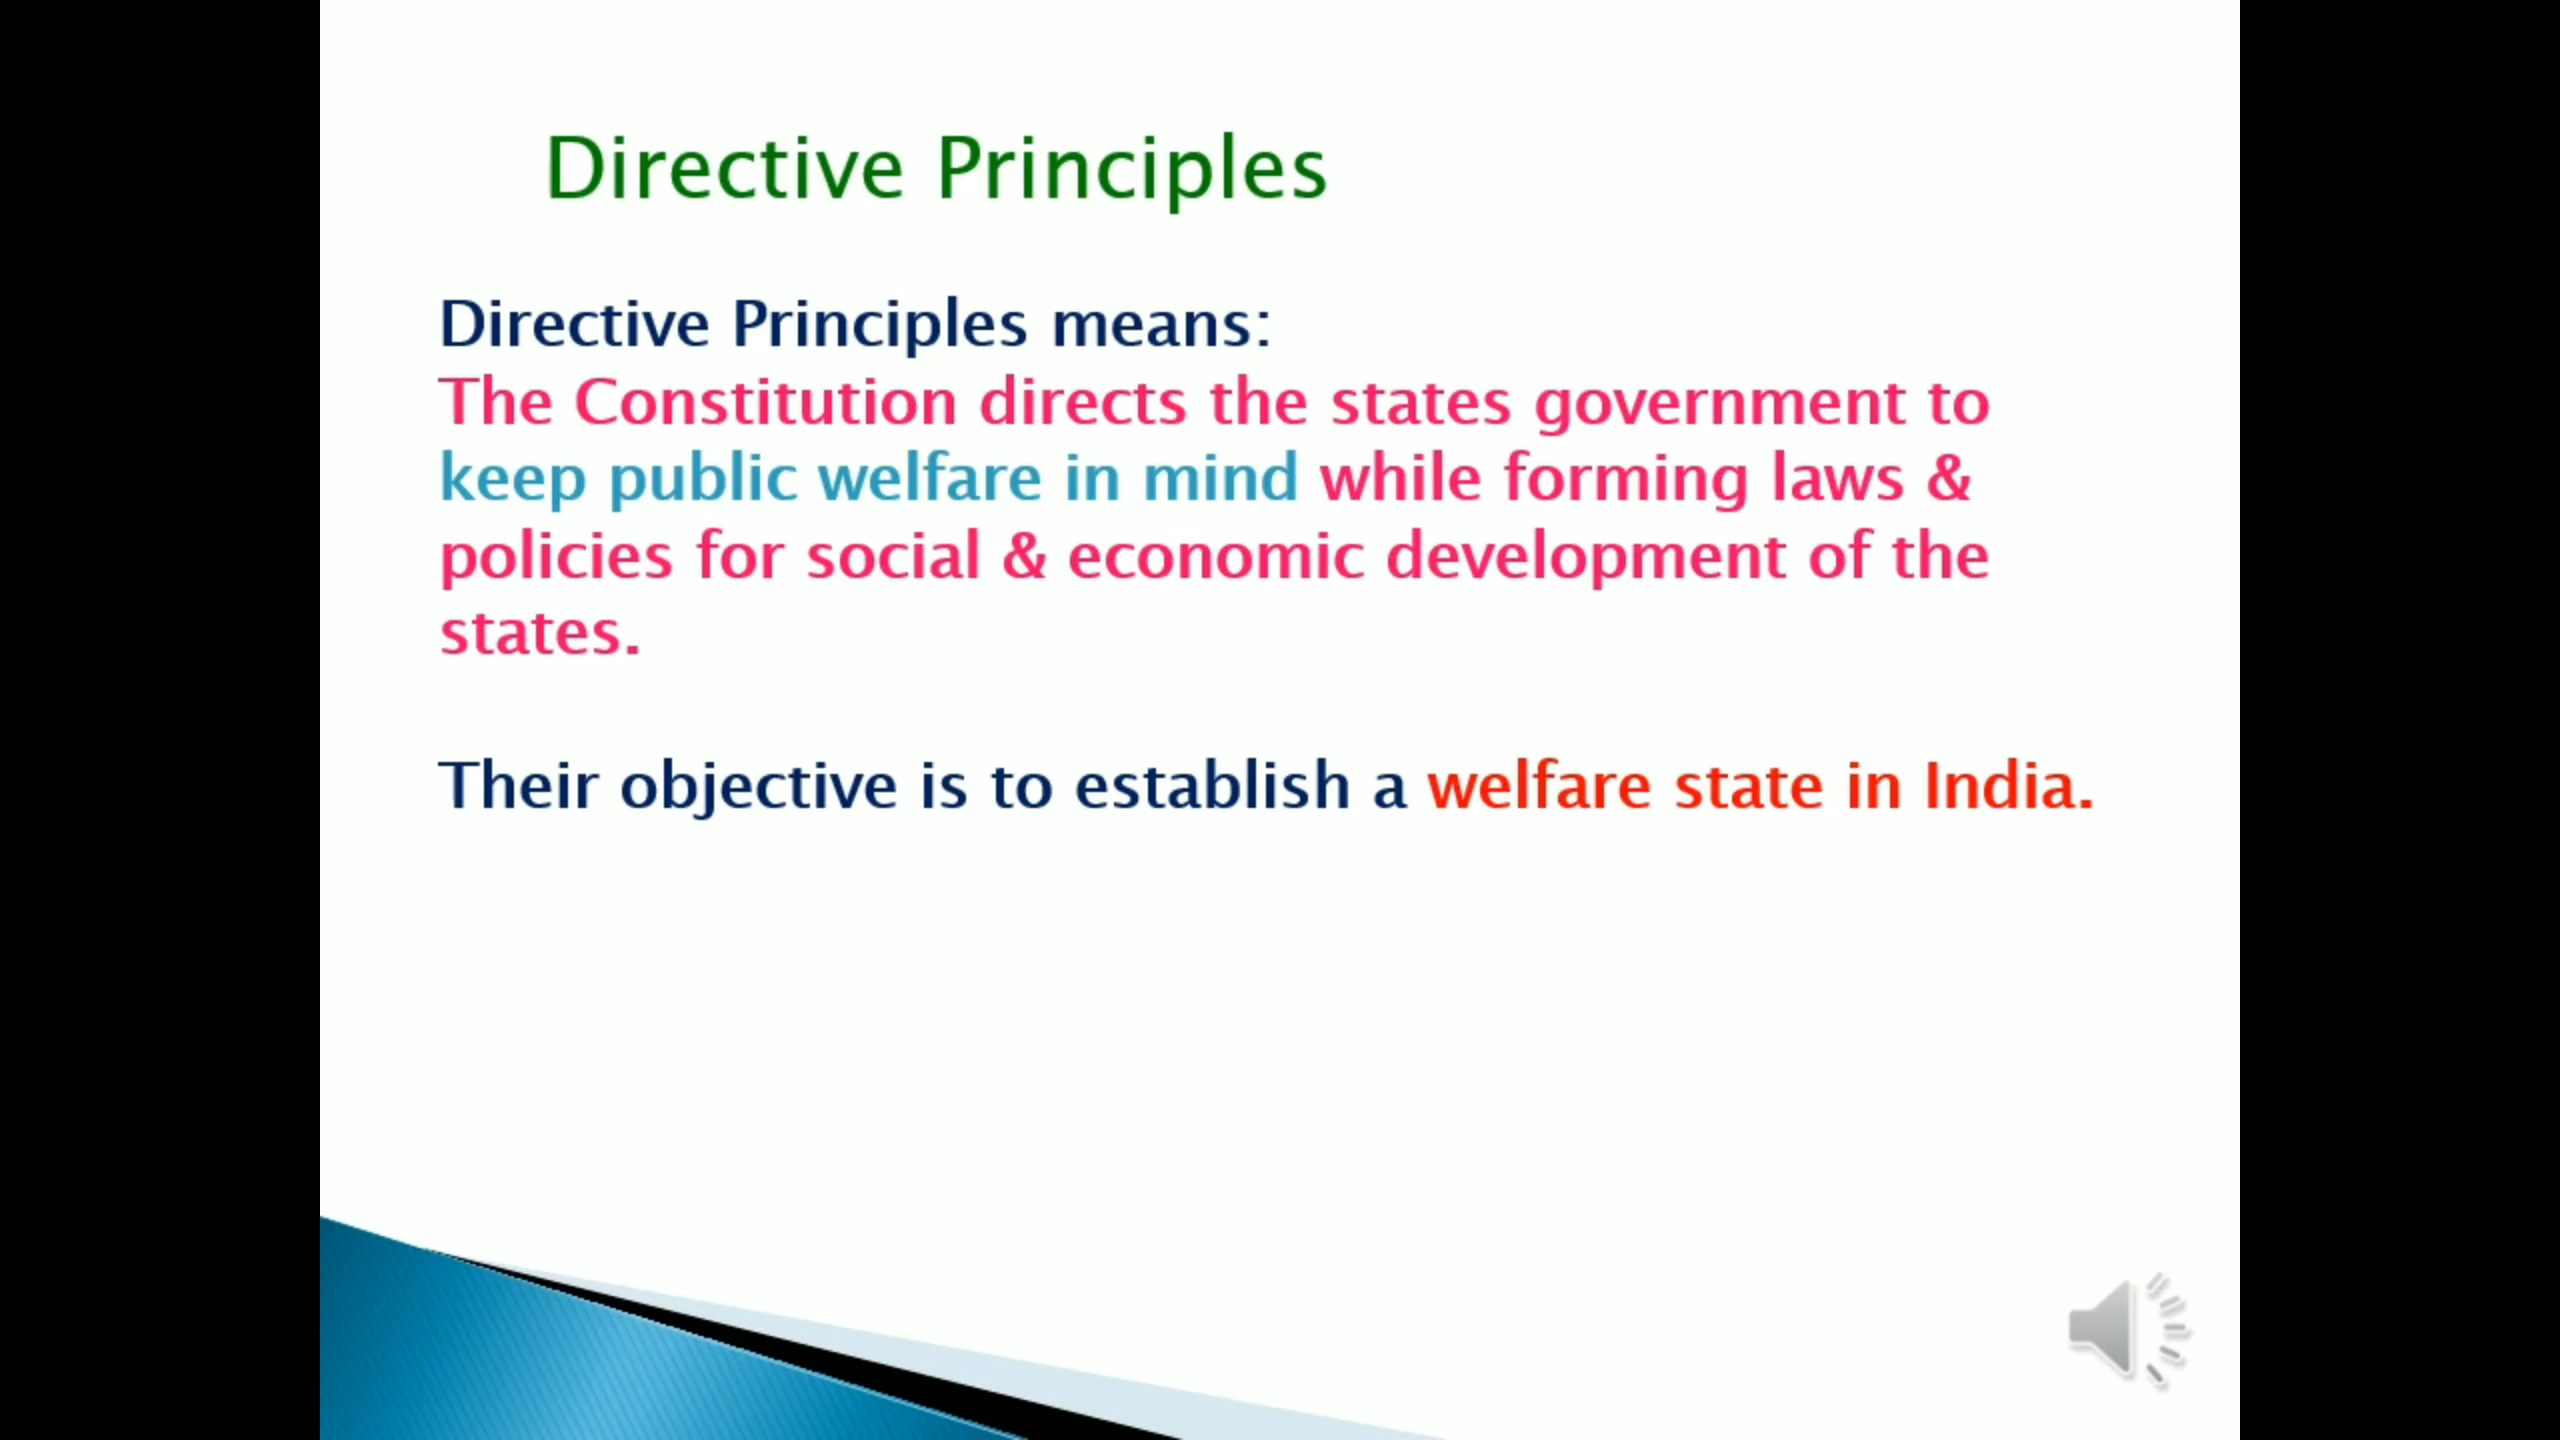 Directive Principles
Directive Principles means:
The Constitution directs the states government to
keep public welfare in mind while forming laws &
policies for social & economic development of the
states.
Their objective is to establish a welfare state in India.